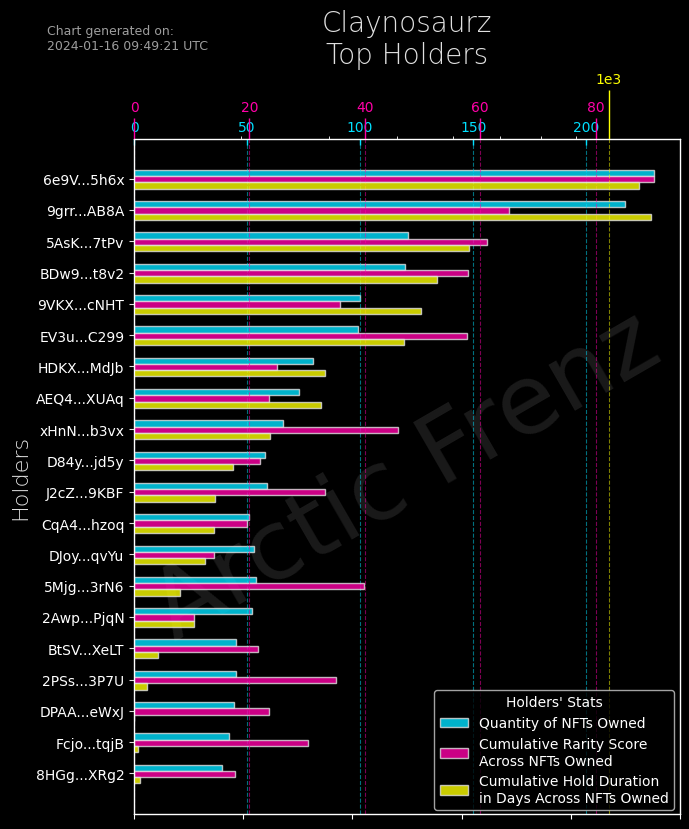 Claynosaurz
Top Holders
Chart generated on:
2024-01-16 09:49:21 UTC
1e3
0 20 40 60 80
0 50 100 150 200
Holders
6e9V...5h6x
9grr...AB8A
5AsK...7tPv
BDw9...t8v2
9VKX...cNHT
EV3u...C299
HDKX...MdJb
AEQ4...XUAq
xHnN...b3vx
D84y...jd5y
J2cZ...9KBF
CqA4...hzoq
DJoy...qvYu
5Mjg...3rN6
2Awp...PjqN
BtSV...XeLT
2PSs...3P7U
DPAA...eWxJ
Fcjo...tqjB
8HGg...XRg2
Arctic Frenz
Holders' Stats
Quantity of NFTs Owned
Cumulative Rarity Score
Across NFTs Owned
Cumulative Hold Duration
in Days Across NFTs Owned